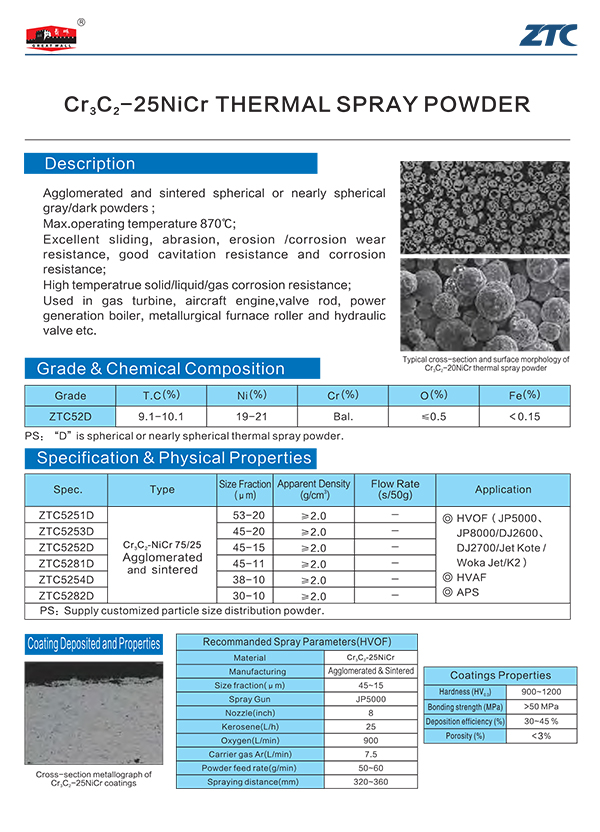 ®
GREAT WALL
ZTC
Cr₃C₂-25NiCr THERMAL SPRAY POWDER
Description
Agglomerated and sintered spherical or nearly spherical
gray/dark powders ;
Max.operating temperature 870℃;
Excellent sliding, abrasion, erosion /corrosion wear
resistance, good cavitation resistance and corrosion
resistance;
High temperatrue solid/liquid/gas corrosion resistance;
Used in gas turbine, aircraft engine,valve rod, power
generation boiler, metallurgical furnace roller and hydraulic
valve etc.
Typical cross-section and surface morphology of
Cr₃C₂-20NiCr thermal spray powder
Grade & Chemical Composition
Grade T.C(%) Ni(%) Cr(%) O(%) Fe(%)
ZTC52D 9.1-10.1 19-21 Bal. ≤0.5 <0.15
PS: “D” is spherical or nearly spherical thermal spray powder.
Specification & Physical Properties
Spec. Type Size Fraction (μm) Apparent Density (g/cm³) Flow Rate (s/50g) Application
ZTC5251D 53-20 ≥2.0 -
ZTC5253D 45-20 ≥2.0 -
ZTC5252D 45-15 ≥2.0 -
ZTC5281D 45-11 ≥2.0 -
ZTC5254D 38-10 ≥2.0 -
ZTC5282D 30-10 ≥2.0 -
Cr₃C₂-NiCr 75/25
Agglomerated
and sintered
◎ HVOF ( JP5000、
JP8000/DJ2600、
DJ2700/Jet Kote /
Woka Jet/K2 )
◎ HVAF
◎ APS
PS: Supply customized particle size distribution powder.
Coating Deposited and Properties
Cross-section metallograph of
Cr₃C₂-25NiCr coatings
Recommanded Spray Parameters(HVOF)
Material Cr₃C₂-25NiCr
Manufacturing Agglomerated & Sintered
Size fraction(μm) 45-15
Spray Gun JP5000
Nozzle(inch) 8
Kerosene(L/h) 25
Oxygen(L/min) 900
Carrier gas Ar(L/min) 7.5
Powder feed rate(g/min) 50-60
Spraying distance(mm) 320-360
Coatings Properties
Hardness (HV₀.₃) 900-1200
Bonding strength (MPa) >50 MPa
Deposition efficiency (%) 30-45 %
Porosity (%) <3%